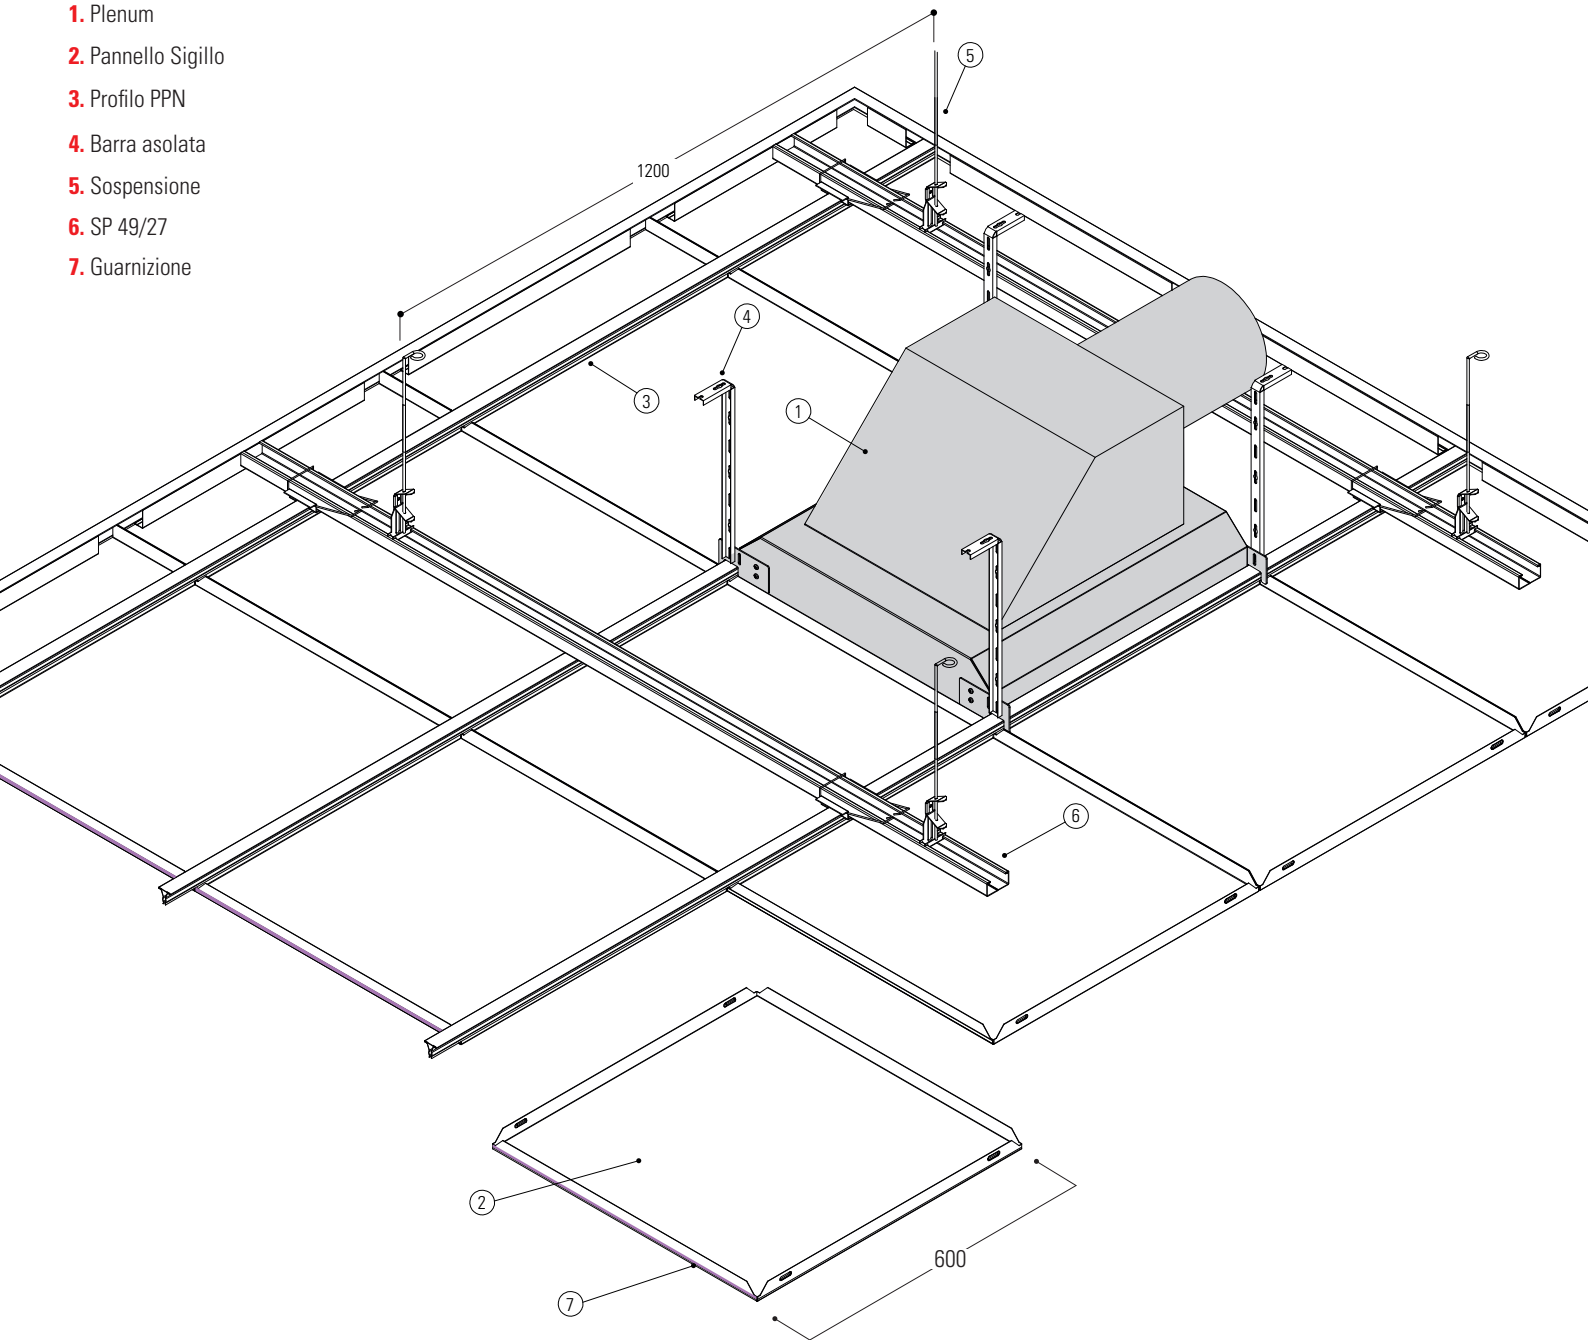 1. Plenum
2. Pannello Sigillo
3. Profilo PPN
4. Barra asolata
5. Sospensione
6. SP 49/27
7. Guarnizione
5
1200
4
3
1
6
2
600
7